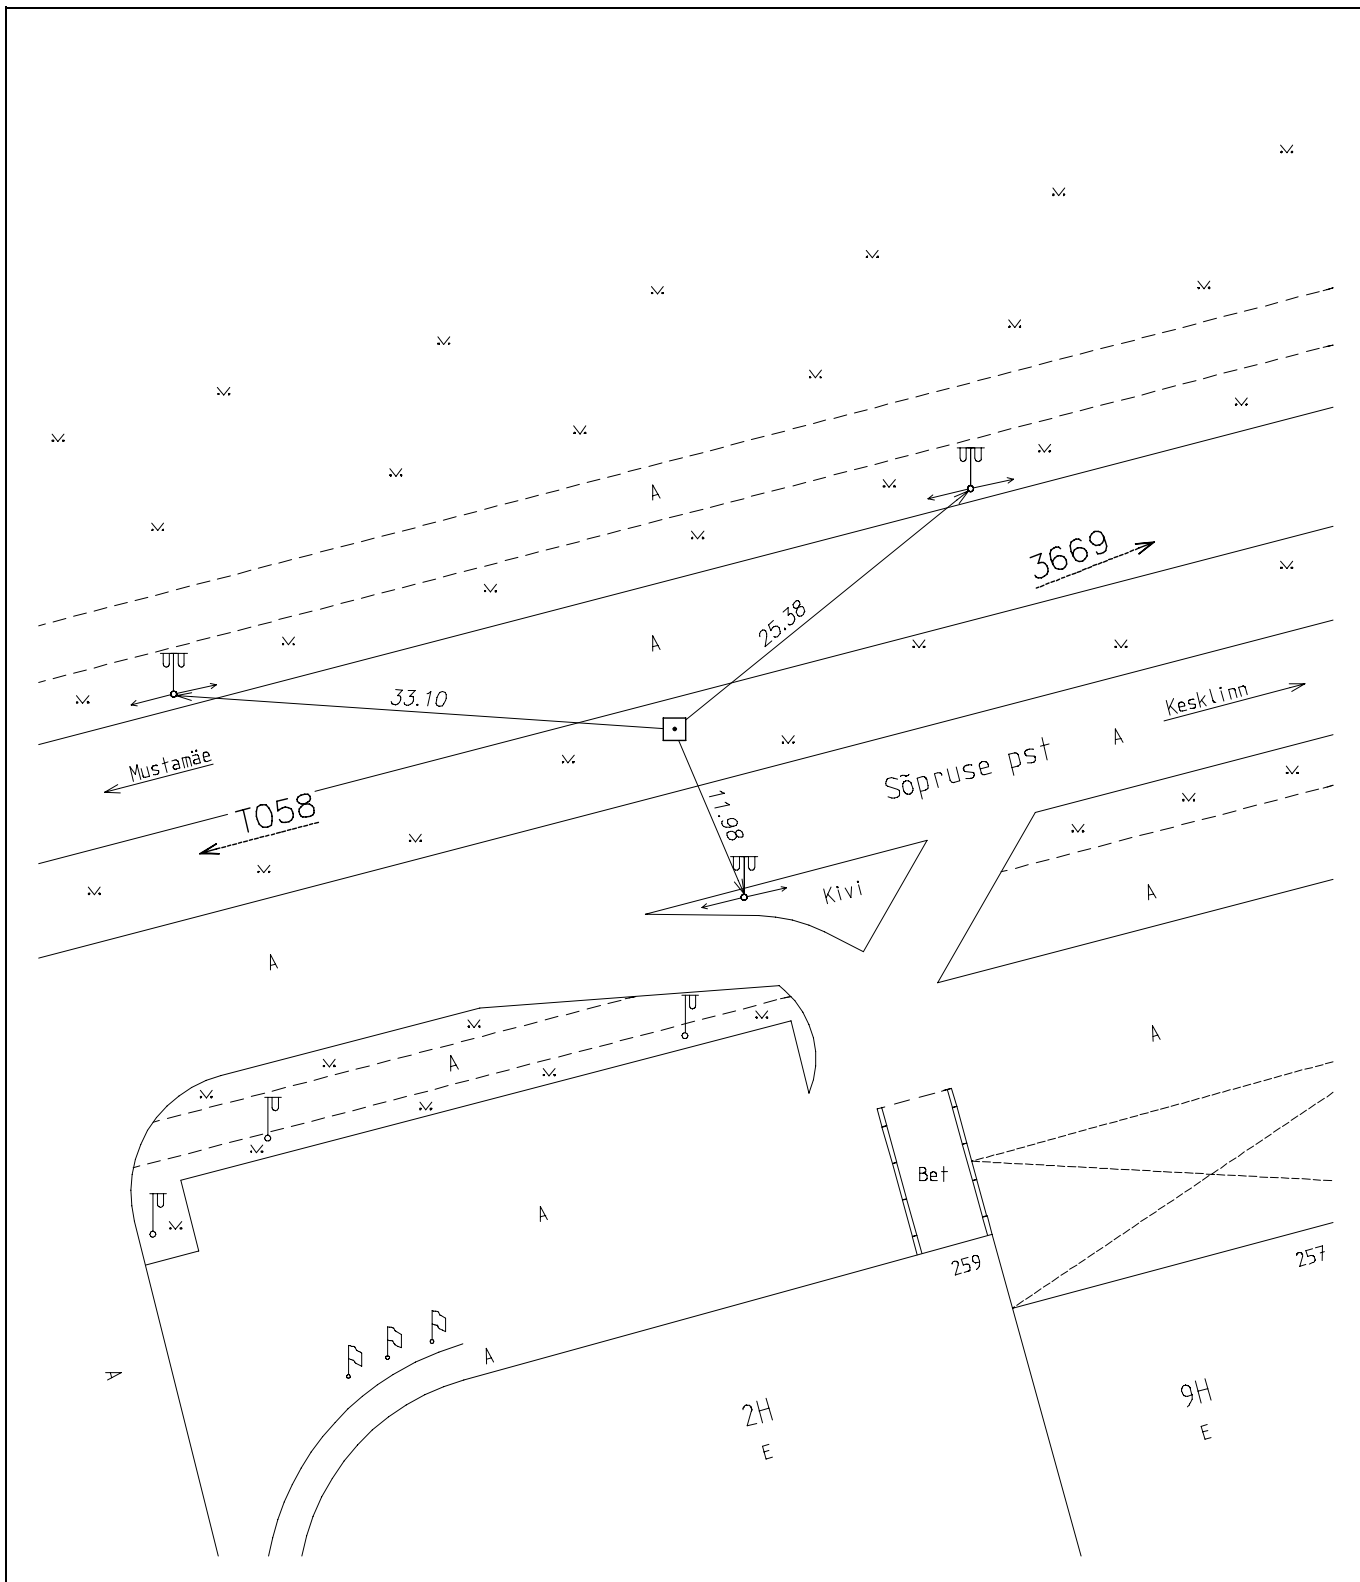 A
3669
25.38
A
33.10
Kesklinn
Mustamäe
Sõpruse pst
A
T058
11.98
Kivi
A
A
A
A
Bet
A
259
257
A
A
2H
E
9H
E